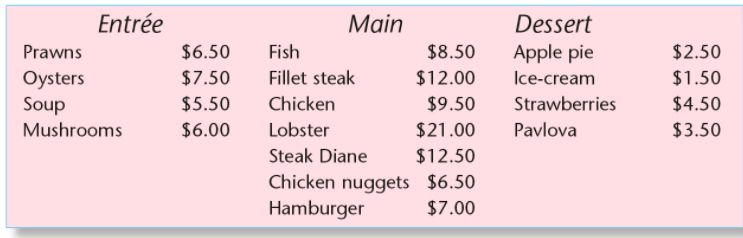 Entrée Main Dessert
Prawns $6.50 Fish $8.50 Apple pie $2.50
Oysters $7.50 Fillet steak $12.00 Ice-cream $1.50
Soup $5.50 Chicken $9.50 Strawberries $4.50
Mushrooms $6.00 Lobster $21.00 Pavlova $3.50
Steak Diane $12.50
Chicken nuggets $6.50
Hamburger $7.00